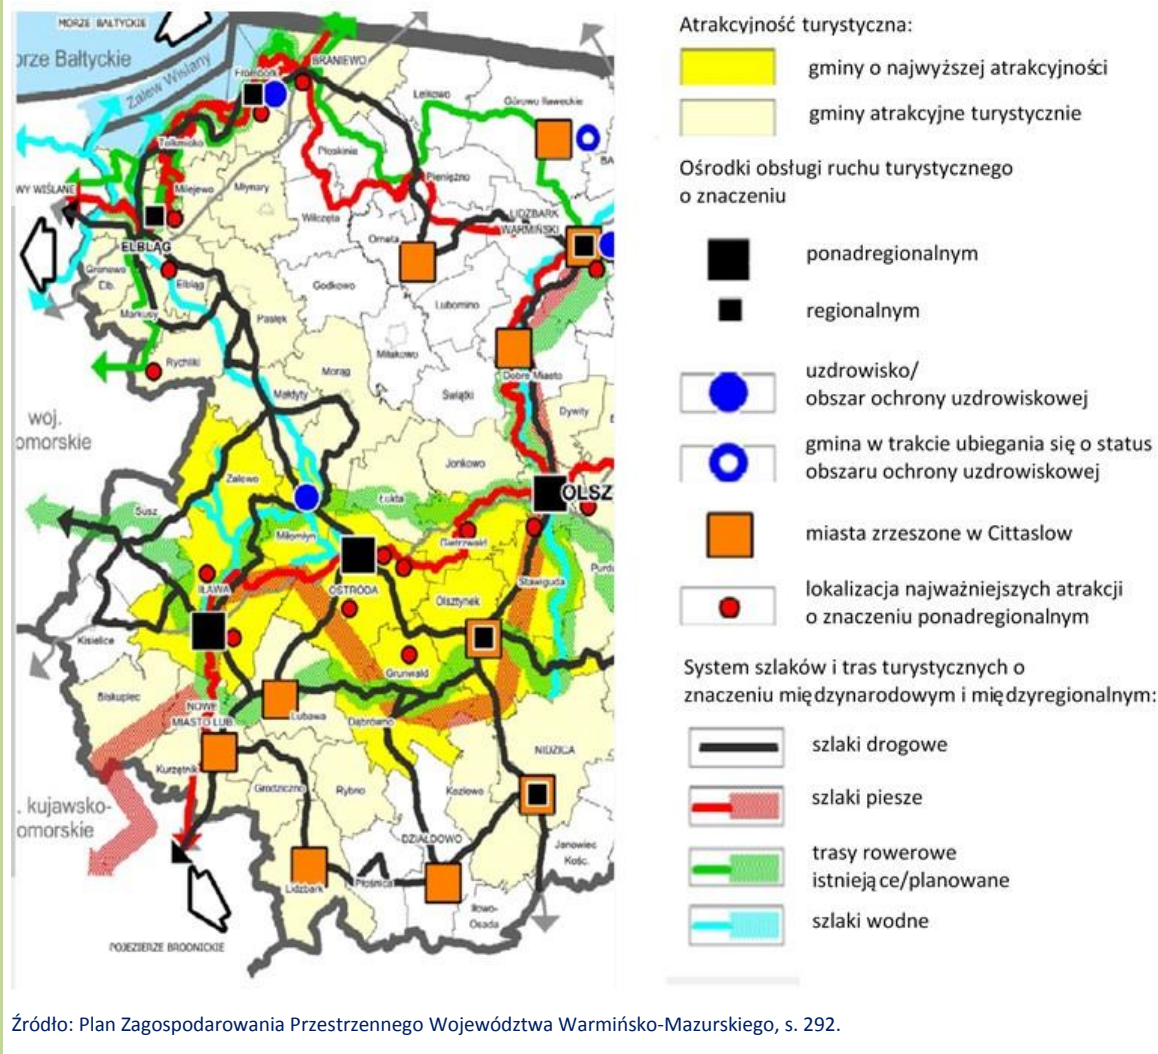 MORZE BAŁTYCKIE
orze Bałtyckie
Zalew Wiślany
Frombork
BRANIEWO
Lelkowo
Górowo Iławeckie
Tolkmicko
Płoskinia
BA
WY WIŚLANE
Milejewo
Młynary
Pieniężno
Wilczęta
LIDZBARK
WARMIŃSKI
ELBLĄG
Orneta
Gronowo
Elb.
Elbląg
Godkowo
Lubomino
Markusy
Pasłęk
Rychliki
Miłakowo
Morąg
Dobre Miasto
Małdyty
Świątki
Dywity
woj.
omorskie
Zalewo
Jonkowo
Łukta
OLSZ
Susz
Miłomłyn
Gietrzwałd
Purda
Stawiguda
IŁAWA
OSTRÓDA
Olsztynek
Kisielice
Grunwald
Biskupiec
NOWE
MIASTO LUB.
Lubawa
Dąbrówno
NIDZICA
Kurzętnik
Grodziczno
Rybno
Kozłowo
. kujawsko-
omorskie
DZIAŁDOWO
Janowiec
Kośc.
Lidzbark
Płośnica
Iłowo-
Osada
POJEZIERZE BRODNICKIE
Atrakcyjność turystyczna:
gminy o najwyższej atrakcyjności
gminy atrakcyjne turystycznie
Ośrodki obsługi ruchu turystycznego
o znaczeniu
ponadregionalnym
regionalnym
uzdrowisko/
obszar ochrony uzdrowiskowej
gmina w trakcie ubiegania się o status
obszaru ochrony uzdrowiskowej
miasta zrzeszone w Cittaslow
lokalizacja najważniejszych atrakcji
o znaczeniu ponadregionalnym
System szlaków i tras turystycznych o
znaczeniu międzynarodowym i międzyregionalnym:
szlaki drogowe
szlaki piesze
trasy rowerowe
istniejące/planowane
szlaki wodne
Źródło: Plan Zagospodarowania Przestrzennego Województwa Warmińsko-Mazurskiego, s. 292.